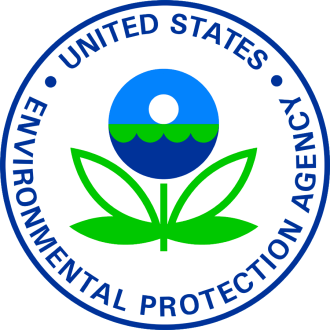 UNITED STATES
ENVIRONMENTAL PROTECTION AGENCY